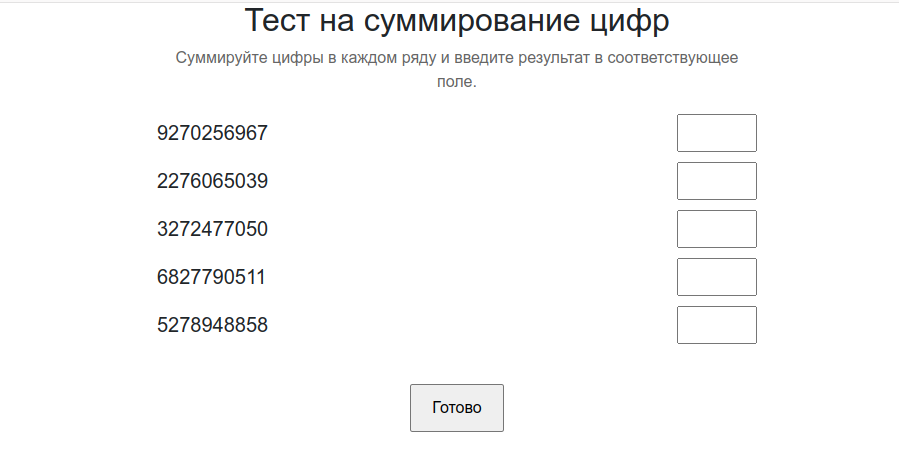 Тест на суммирование цифр
Суммируйте цифры в каждом ряду и введите результат в соответствующее
поле.
9270256967
2276065039
3272477050
6827790511
5278948858
Готово